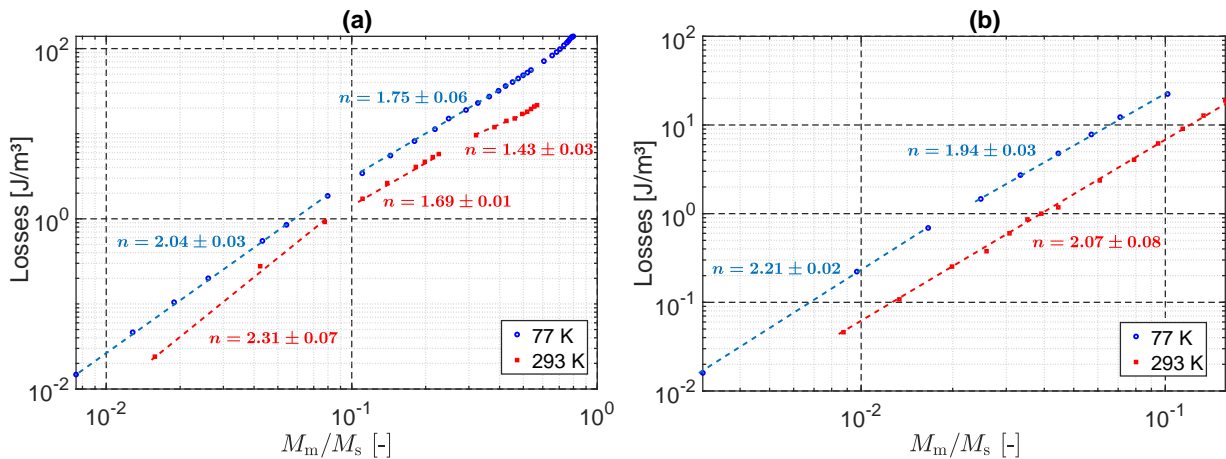 (a)
10²
10¹
10⁰
10⁻¹
10⁻²
Losses [J/m³]
n = 1.75 ± 0.06
n = 1.43 ± 0.03
n = 1.69 ± 0.01
n = 2.04 ± 0.03
n = 2.31 ± 0.07
77 K
293 K
10⁻² 10⁻¹ 10⁰
Mₘ/Mₛ [-]
(b)
10²
10¹
10⁰
10⁻¹
10⁻²
Losses [J/m³]
n = 1.94 ± 0.03
n = 2.07 ± 0.08
n = 2.21 ± 0.02
77 K
293 K
10⁻² 10⁻¹
Mₘ/Mₛ [-]